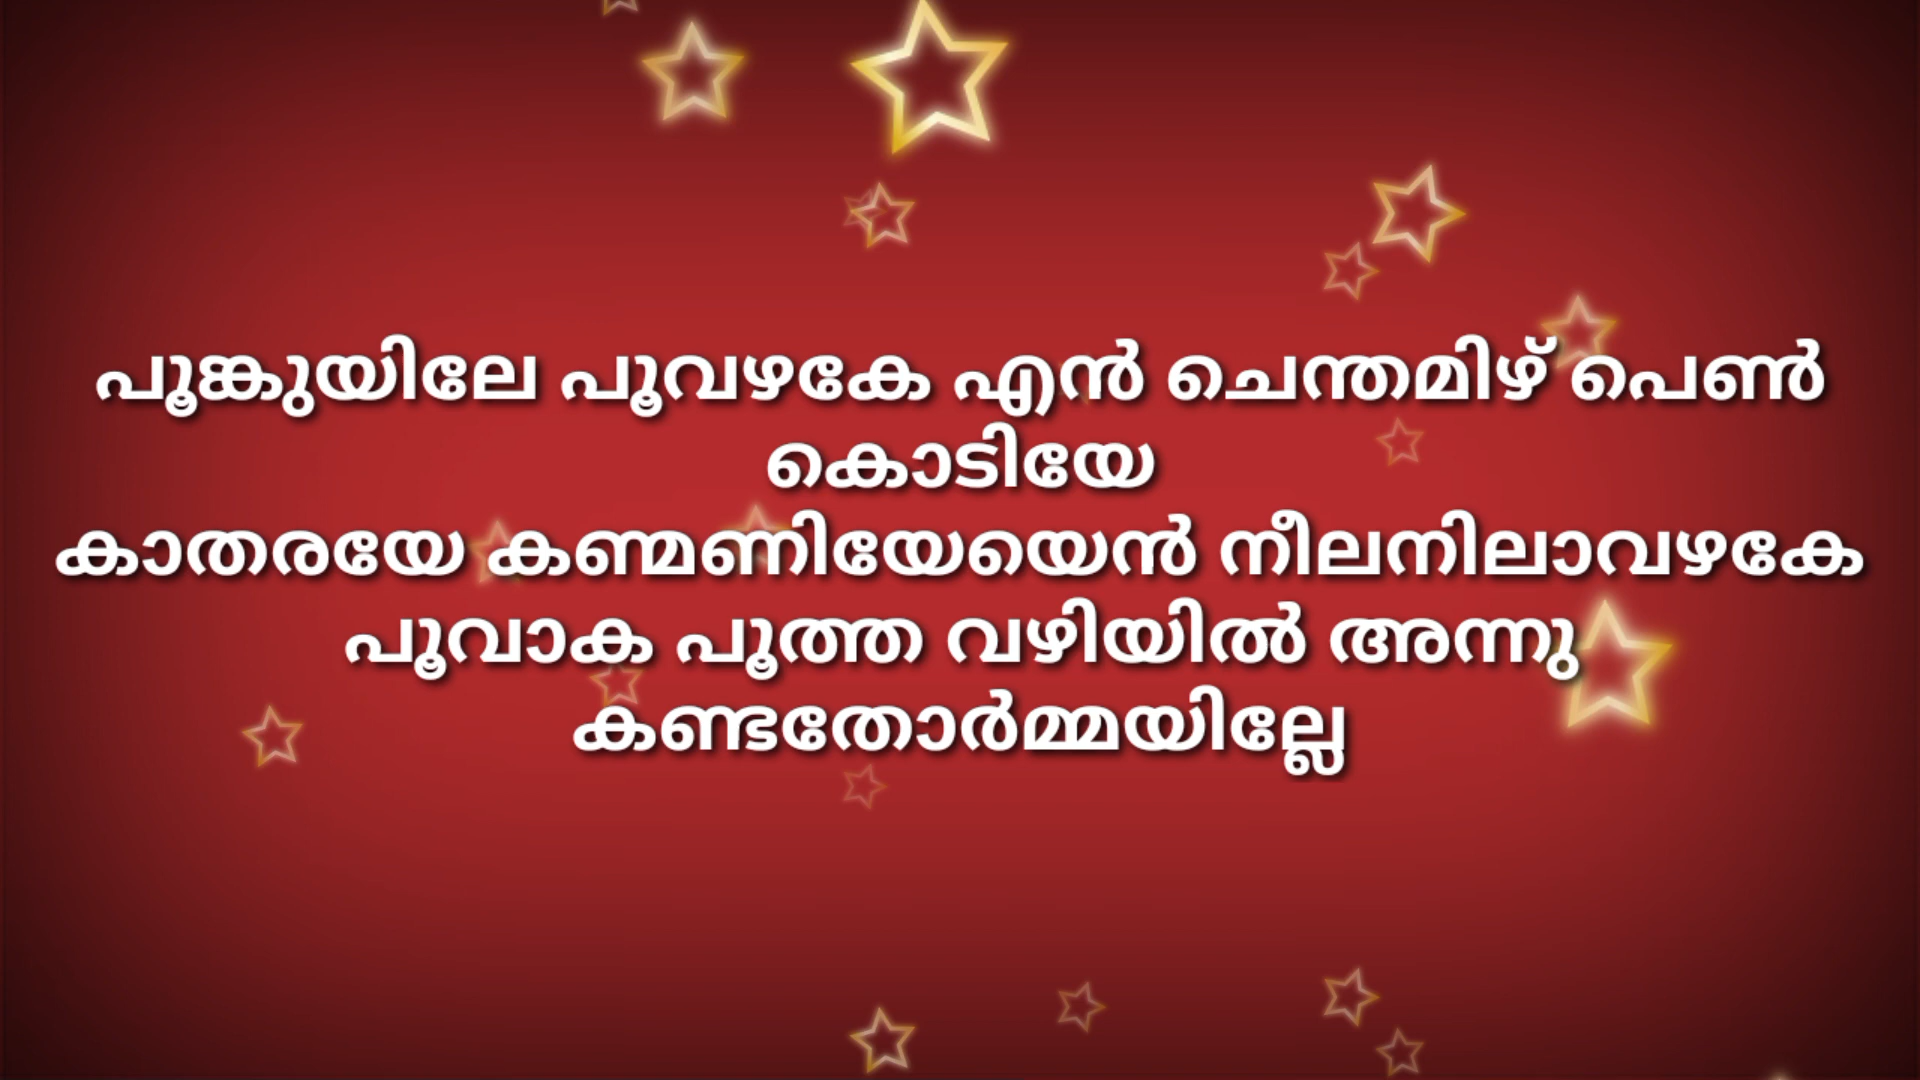 പൂങ്കുയിലേ പൂവഴകേ എൻ ചെന്തമിഴ് പെൺ
കൊടിയേ
കാതരയേ കണ്മണിയേയെൻ നീലനിലാവഴകേ
പൂവാക പൂത്ത വഴിയിൽ അന്നു
കണ്ടതോർമ്മയില്ലേ